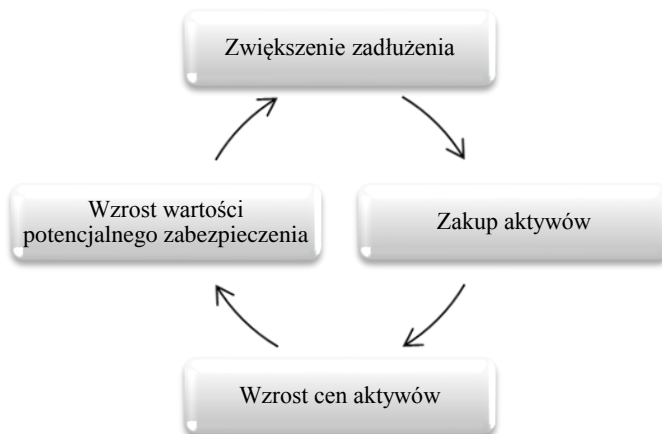 Zwiększenie zadłużenia
Wzrost wartości
potencjalnego zabezpieczenia
Zakup aktywów
Wzrost cen aktywów